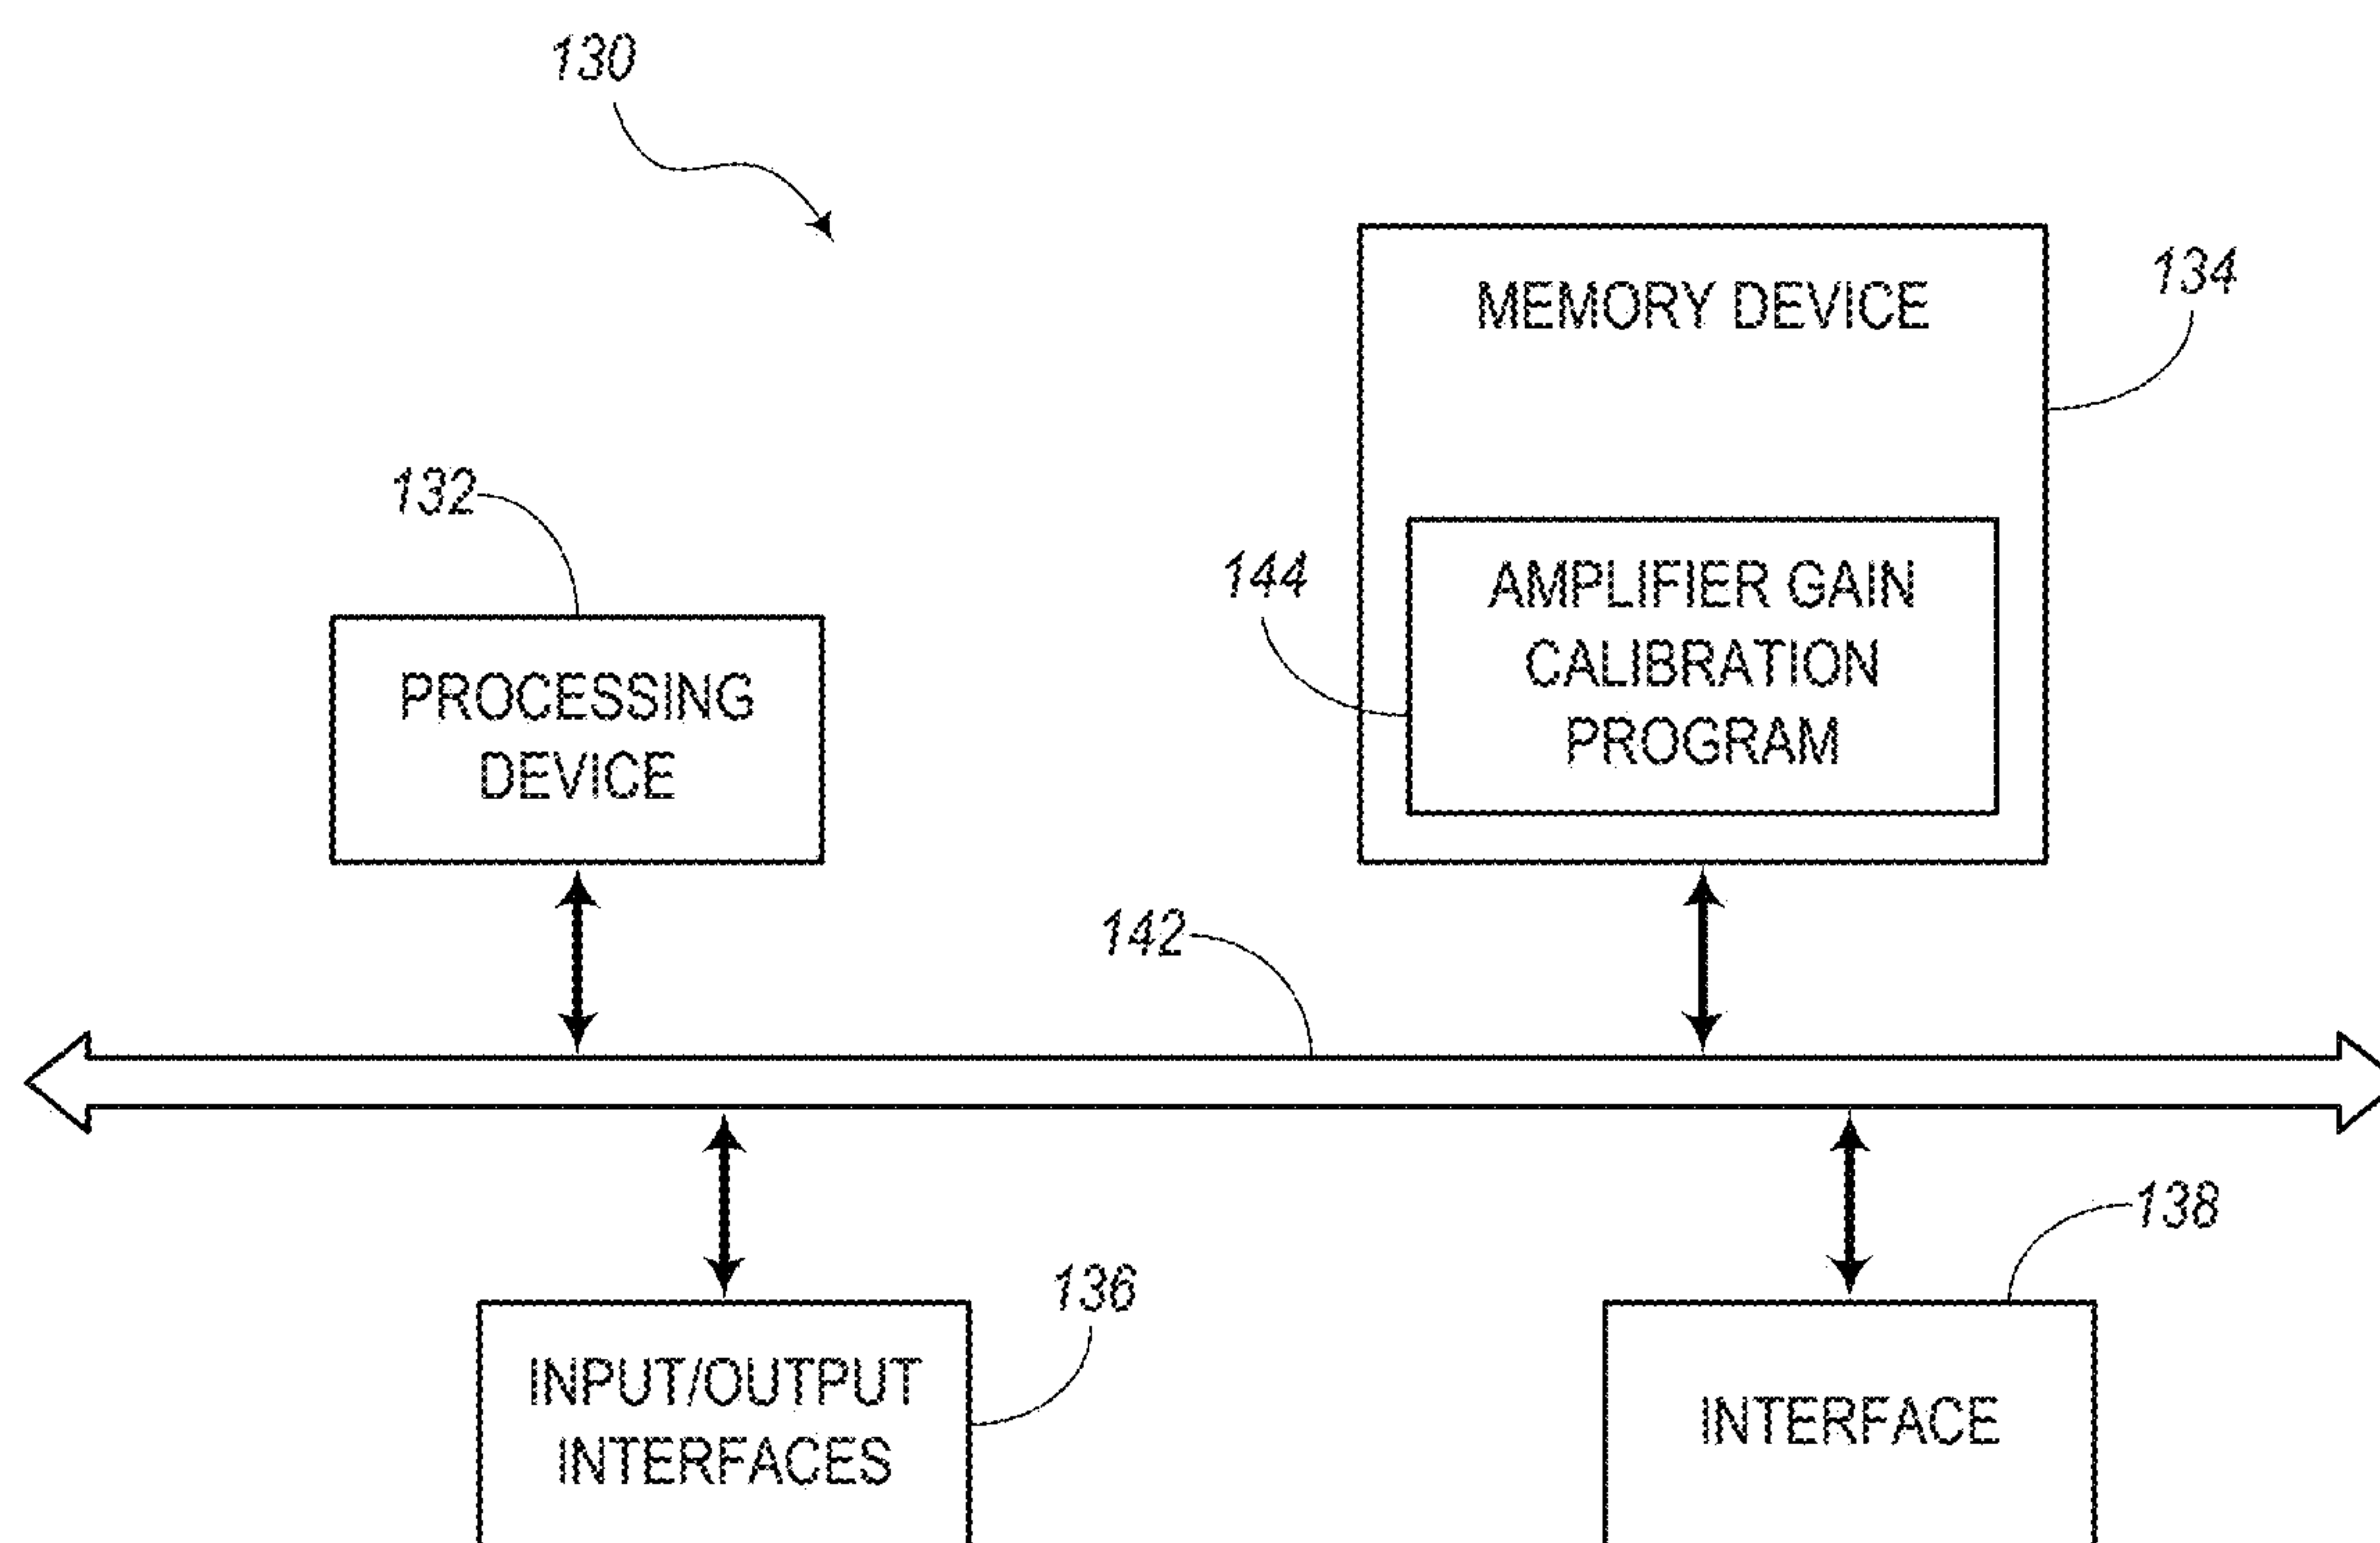 130
MEMORY DEVICE
134
132
144
AMPLIFIER GAIN
CALIBRATION
PROGRAM
PROCESSING
DEVICE
142
138
136
INPUT/OUTPUT
INTERFACES
INTERFACE